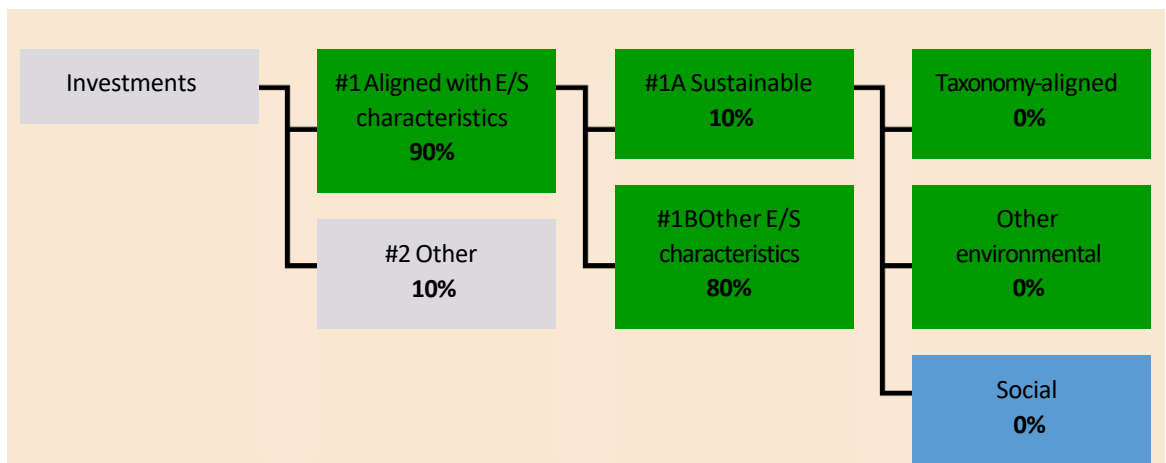 Investments
#1 Aligned with E/S
characteristics
90%
#2 Other
10%
#1A Sustainable
10%
#1BOther E/S
characteristics
80%
Taxonomy-aligned
0%
Other
environmental
0%
Social
0%